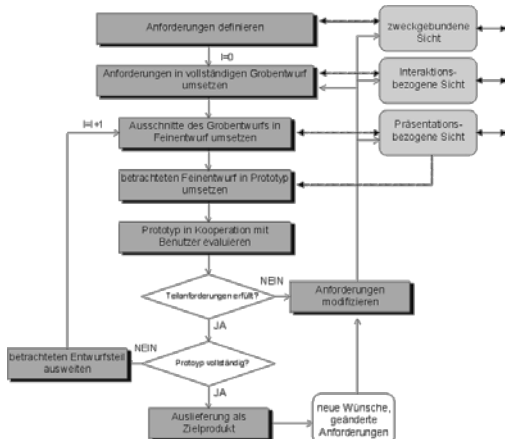 Anforderungen definieren
zweckgebundene
Sicht
I=0
Anforderungen in vollständigen Grobentwurf
umsetzen
Interaktions-
bezogene Sicht
I=I+1
Ausschnitte des Grobentwurfs in
Feinentwurf umsetzen
Präsentations-
bezogene Sicht
betrachteten Feinentwurf in Prototyp
umsetzen
Prototyp in Kooperation mit
Benutzer evaluieren
Teilanforderungen erfüllt?
NEIN
Anforderungen
modifizieren
JA
betrachteten Entwurfsteil
ausweiten
NEIN
Protoyp vollständig?
JA
Auslieferung als
Zielprodukt
neue Wünsche,
geänderte
Anforderungen